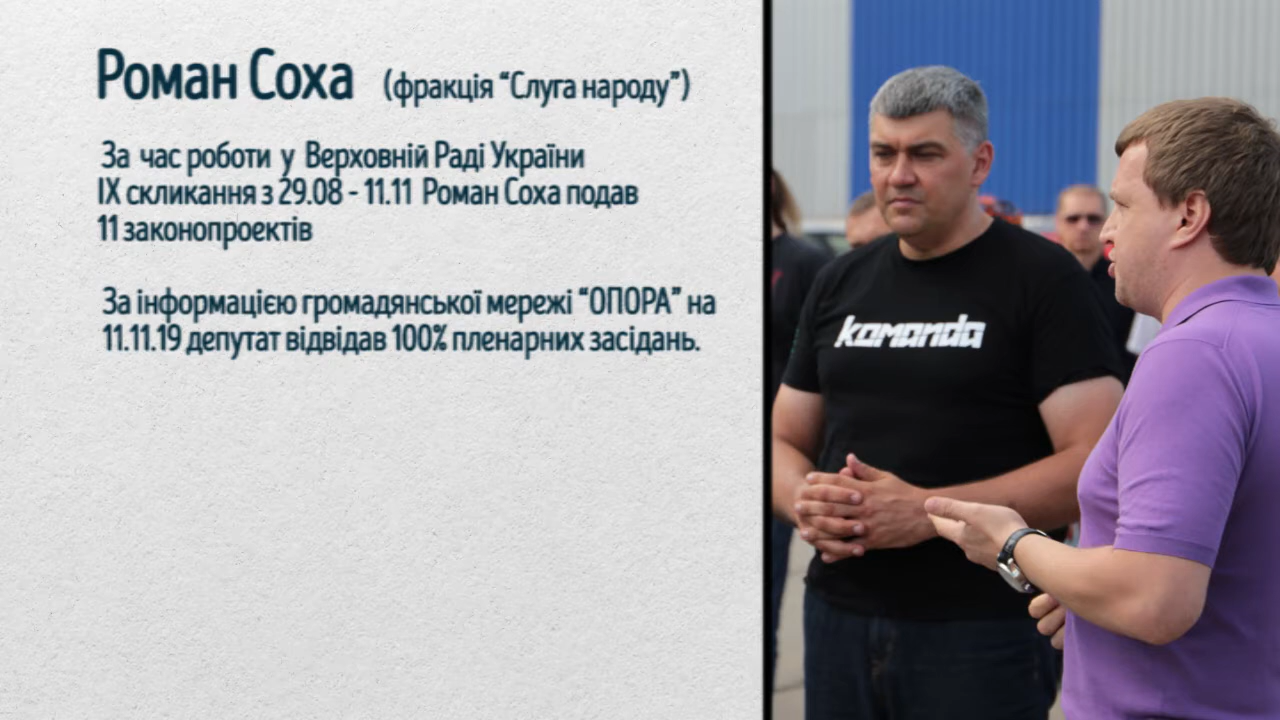 Роман Соха (фракція “Слуга народу”)
За час роботи у Верховній Раді України
IX скликання з 29.08 - 11.11 Роман Соха подав
11 законопроектів
За інформацією громадянської мережі “ОПОРА” на
11.11.19 депутат відвідав 100% пленарних засідань.
komanda